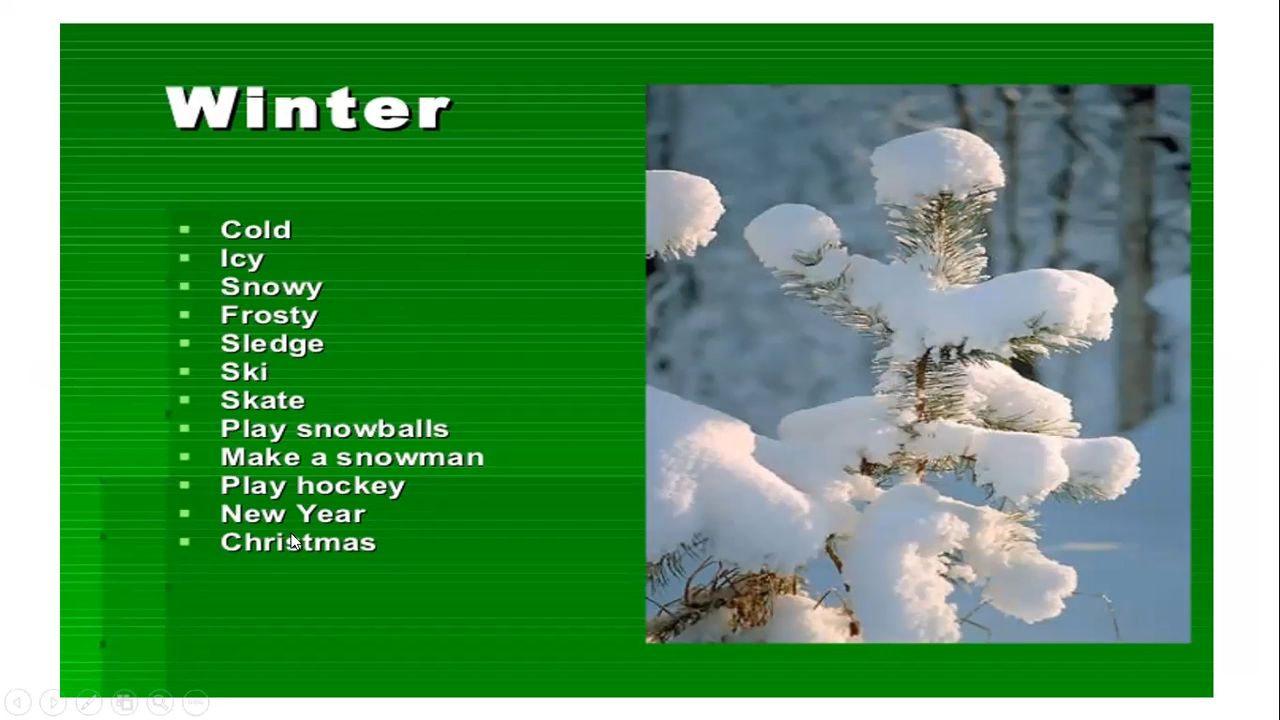 Winter
Cold
Icy
Snowy
Frosty
Sledge
Ski
Skate
Play snowballs
Make a snowman
Play hockey
New Year
Christmas